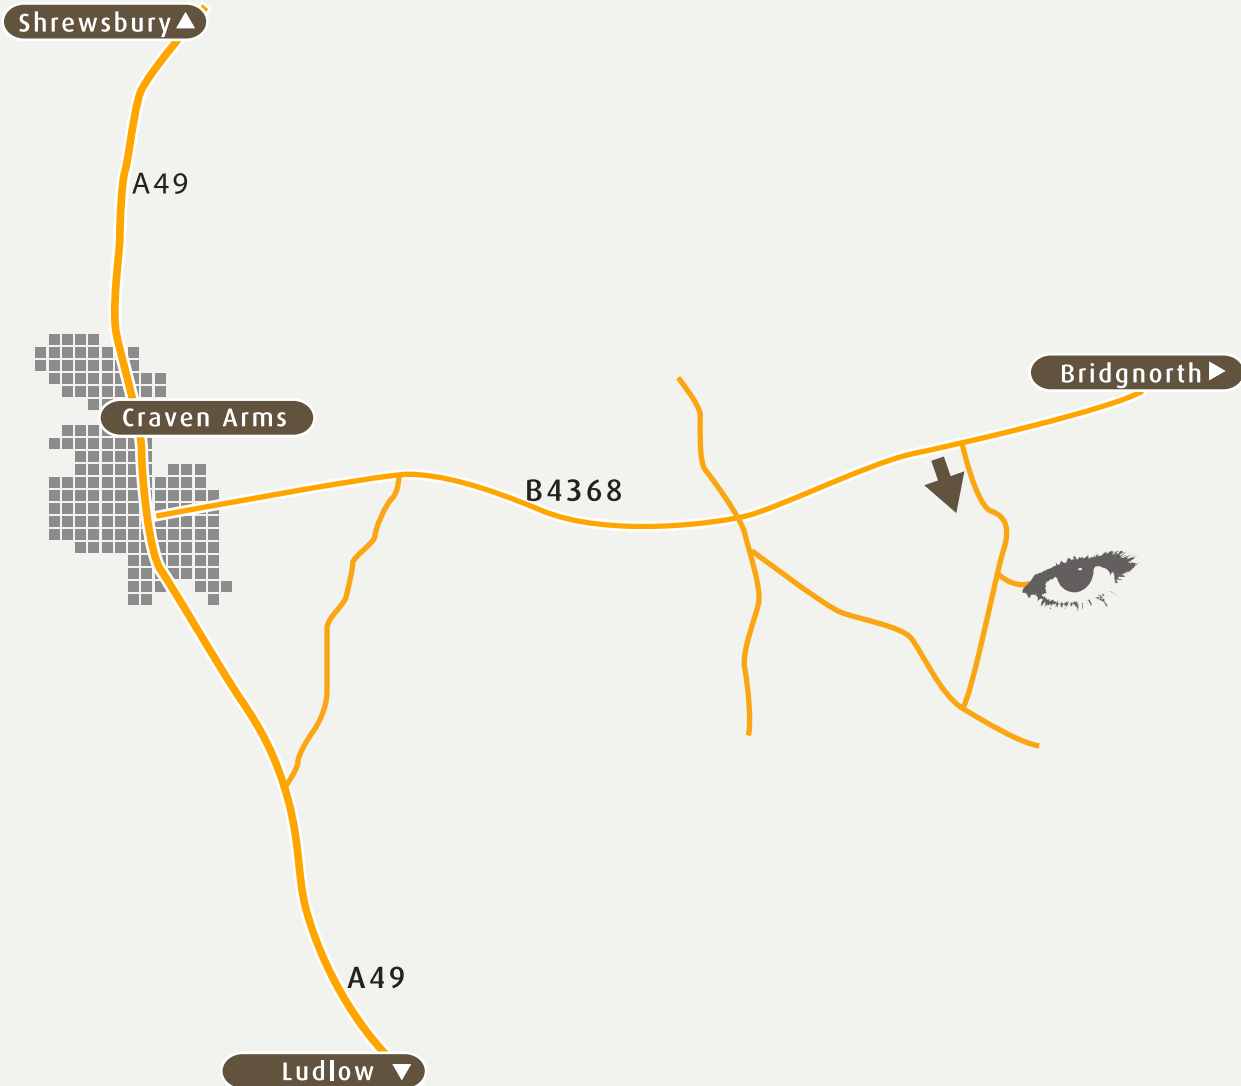 Shrewsbury
A49
Bridgnorth
Craven Arms
B4368
A49
Ludlow